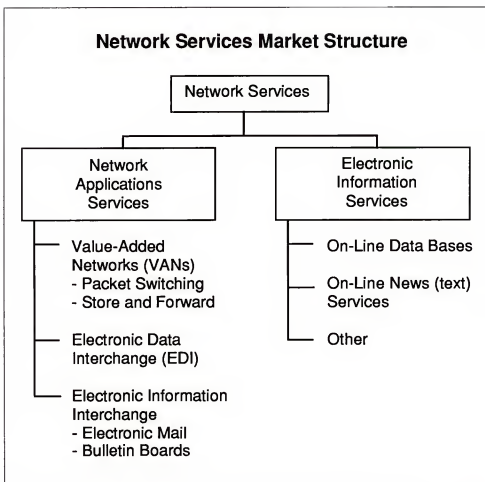 Network Services Market Structure
Network Services
Network
Applications
Services
Value-Added
Networks (VANs)
- Packet Switching
- Store and Forward
Electronic Data
Interchange (EDI)
Electronic Information
Interchange
- Electronic Mail
- Bulletin Boards
Electronic
Information
Services
On-Line Data Bases
On-Line News (text)
Services
Other